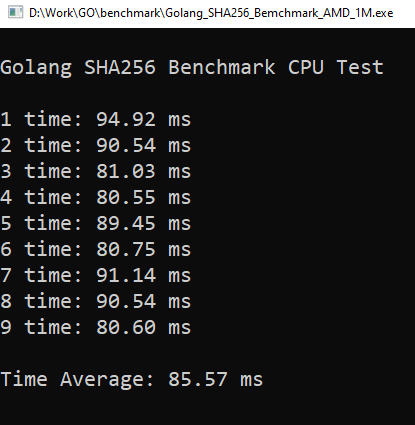 D:\Work\GO\benchmark\Golang_SHA256_Bemchmark_AMD_1M.exe
Golang SHA256 Benchmark CPU Test
1 time: 94.92 ms
2 time: 90.54 ms
3 time: 81.03 ms
4 time: 80.55 ms
5 time: 89.45 ms
6 time: 80.75 ms
7 time: 91.14 ms
8 time: 90.54 ms
9 time: 80.60 ms
Time Average: 85.57 ms